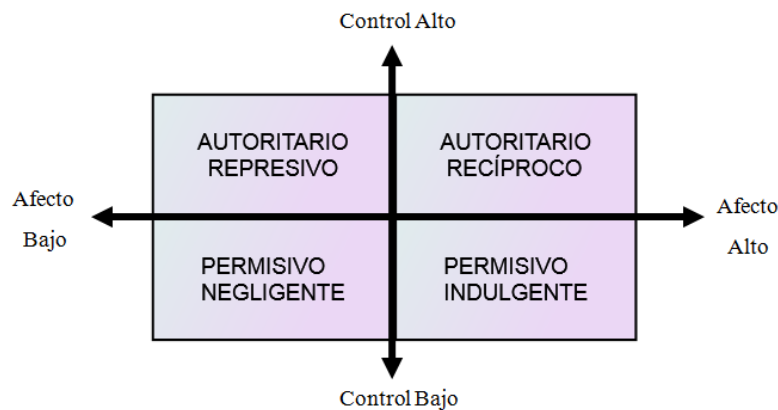 Control Alto
AUTORITARIO
REPRESIVO
AUTORITARIO
RECÍPROCO
Afecto
Bajo
Afecto
Alto
PERMISIVO
NEGLIGENTE
PERMISIVO
INDULGENTE
Control Bajo